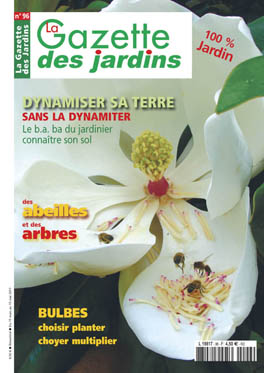 n° 96
La Gazette
des Jardins
La
Gazette
des jardins
100 %
Jardin
DYNAMISER SA TERRE
SANS LA DYNAMITER
Le b.a. ba du jardinier
connaître son sol
des
abeilles
et des
arbres
BULBES
choisir planter
choyer multiplier